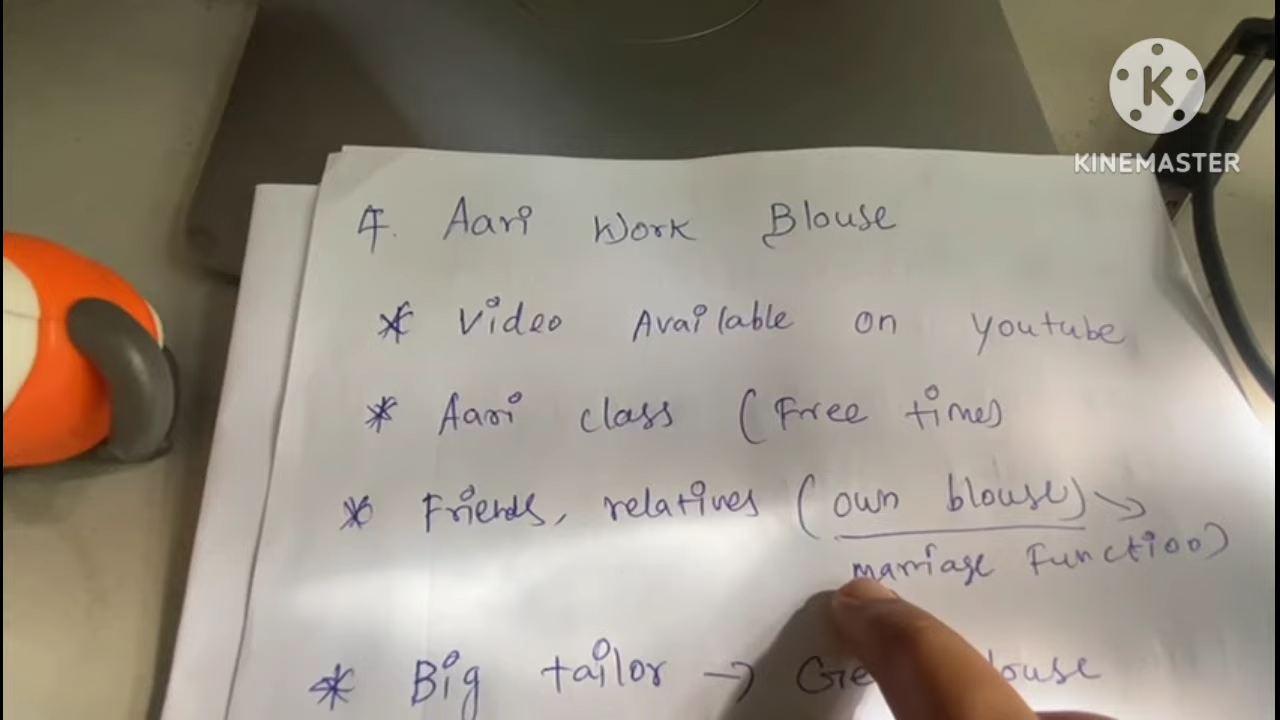 4. Aari Work Blouse
* Video Available on youtube
* Aari class (Free times
* Friends, relatives (own blouse) →
marriage Function)
* Big tailor →
K
KINEMASTER